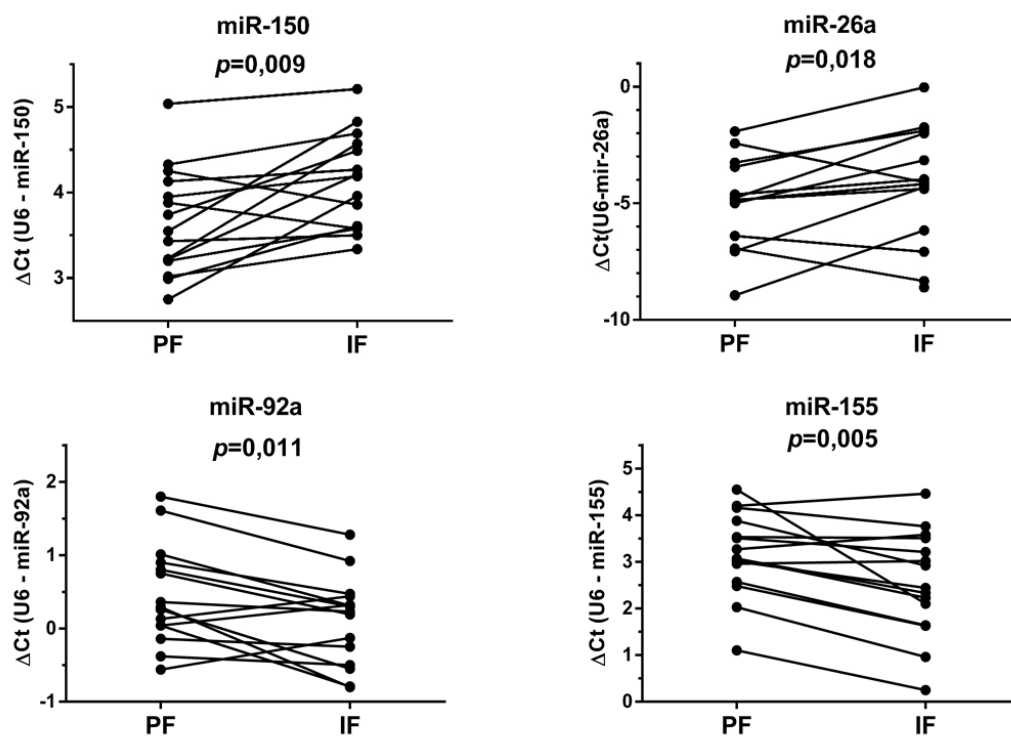 miR-150
p=0,009
ΔCt (U6 - miR-150)
5
4
3
PF IF
miR-26a
p=0,018
ΔCt(U6-mir-26a)
0
-5
-10
PF IF
miR-92a
p=0,011
ΔCt (U6 - miR-92a)
2
1
0
-1
PF IF
miR-155
p=0,005
ΔCt (U6 - miR-155)
5
4
3
2
1
0
PF IF